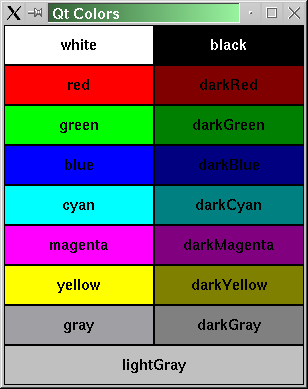 Qt Colors
white black
red darkRed
green darkGreen
blue darkBlue
cyan darkCyan
magenta darkMagenta
yellow darkYellow
gray darkGray
lightGray